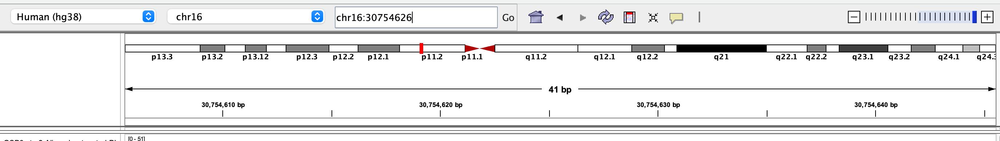 Human (hg38) chr16 chr16:30754626 Go
p13.3 p13.2 p13.12 p12.3 p12.2 p12.1 p11.2 p11.1 q11.2 q12.1 q12.2 q21 q22.1 q22.2 q23.1 q23.2 q24.1 q24.3
41 bp
30,754,610 bp 30,754,620 bp 30,754,630 bp 30,754,640 bp
[0 - 51]